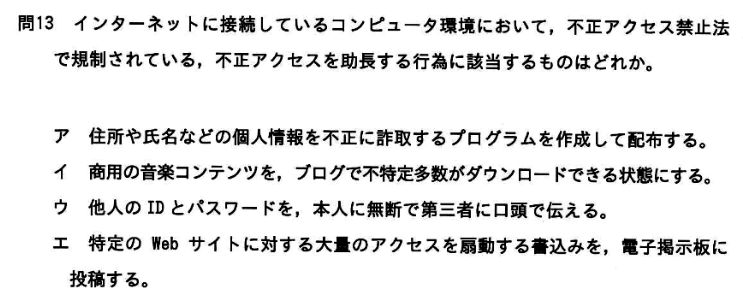 問13 インターネットに接続しているコンピュータ環境において，不正アクセス禁止法
で規制されている，不正アクセスを助長する行為に該当するものはどれか。
ア 住所や氏名などの個人情報を不正に詐取するプログラムを作成して配布する。
イ 商用の音楽コンテンツを，ブログで不特定多数がダウンロードできる状態にする。
ウ 他人の ID とパスワードを，本人に無断で第三者に口頭で伝える。
エ 特定の Web サイトに対する大量のアクセスを扇動する書込みを，電子掲示板に
投稿する。